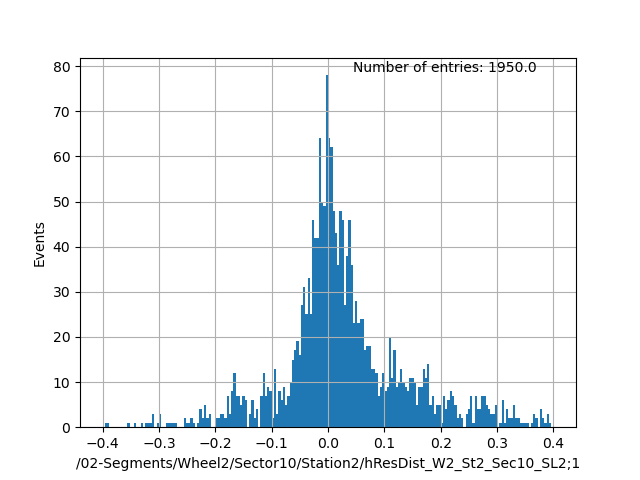 Number of entries: 1950.0
80
70
60
50
40
30
20
10
0
Events
−0.4 −0.3 −0.2 −0.1 0.0 0.1 0.2 0.3 0.4
/02-Segments/Wheel2/Sector10/Station2/hResDist_W2_St2_Sec10_SL2;1